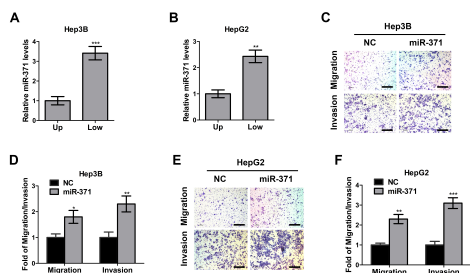 A
Hep3B
Relative miR-371 levels
5
4
3
2
1
0
***
Up
Low
B
HepG2
Relative miR-371 levels
4
3
2
1
0
**
Up
Low
C
Hep3B
NC
miR-371
Migration
Invasion
D
Hep3B
Fold of Migration/Invasion
4
3
2
1
0
NC
miR-371
*
**
Migration
Invasion
E
HepG2
NC
miR-371
Migration
Invasion
F
HepG2
Fold of Migration/Invasion
4
3
2
1
0
NC
miR-371
**
***
Migration
Invasion